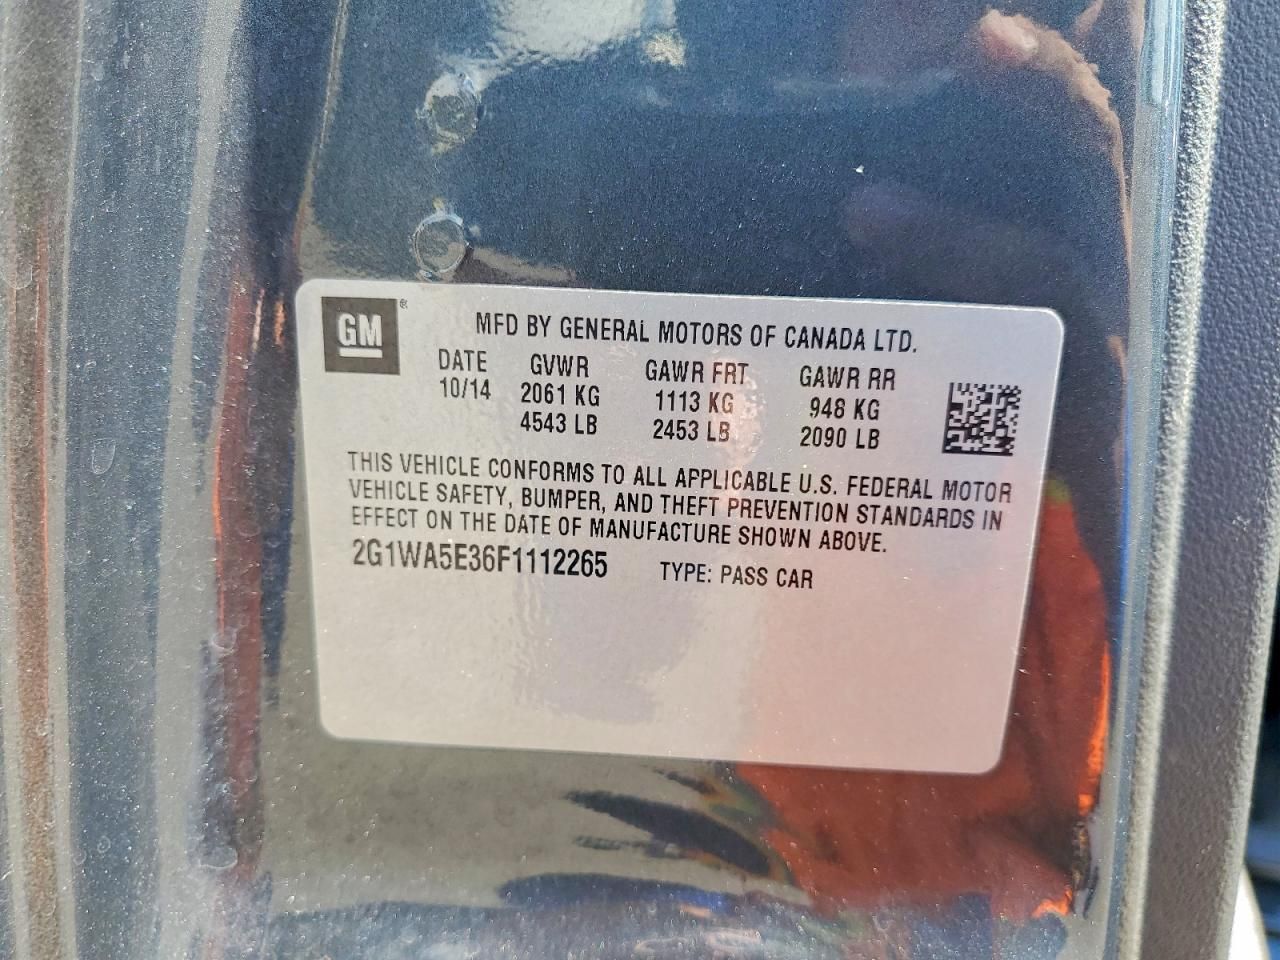 GM ®
MFD BY GENERAL MOTORS OF CANADA LTD.
DATE GVWR GAWR FRT GAWR RR
10/14 2061 KG 1113 KG 948 KG
4543 LB 2453 LB 2090 LB
THIS VEHICLE CONFORMS TO ALL APPLICABLE U.S. FEDERAL MOTOR
VEHICLE SAFETY, BUMPER, AND THEFT PREVENTION STANDARDS IN
EFFECT ON THE DATE OF MANUFACTURE SHOWN ABOVE.
2G1WA5E36F1112265 TYPE: PASS CAR